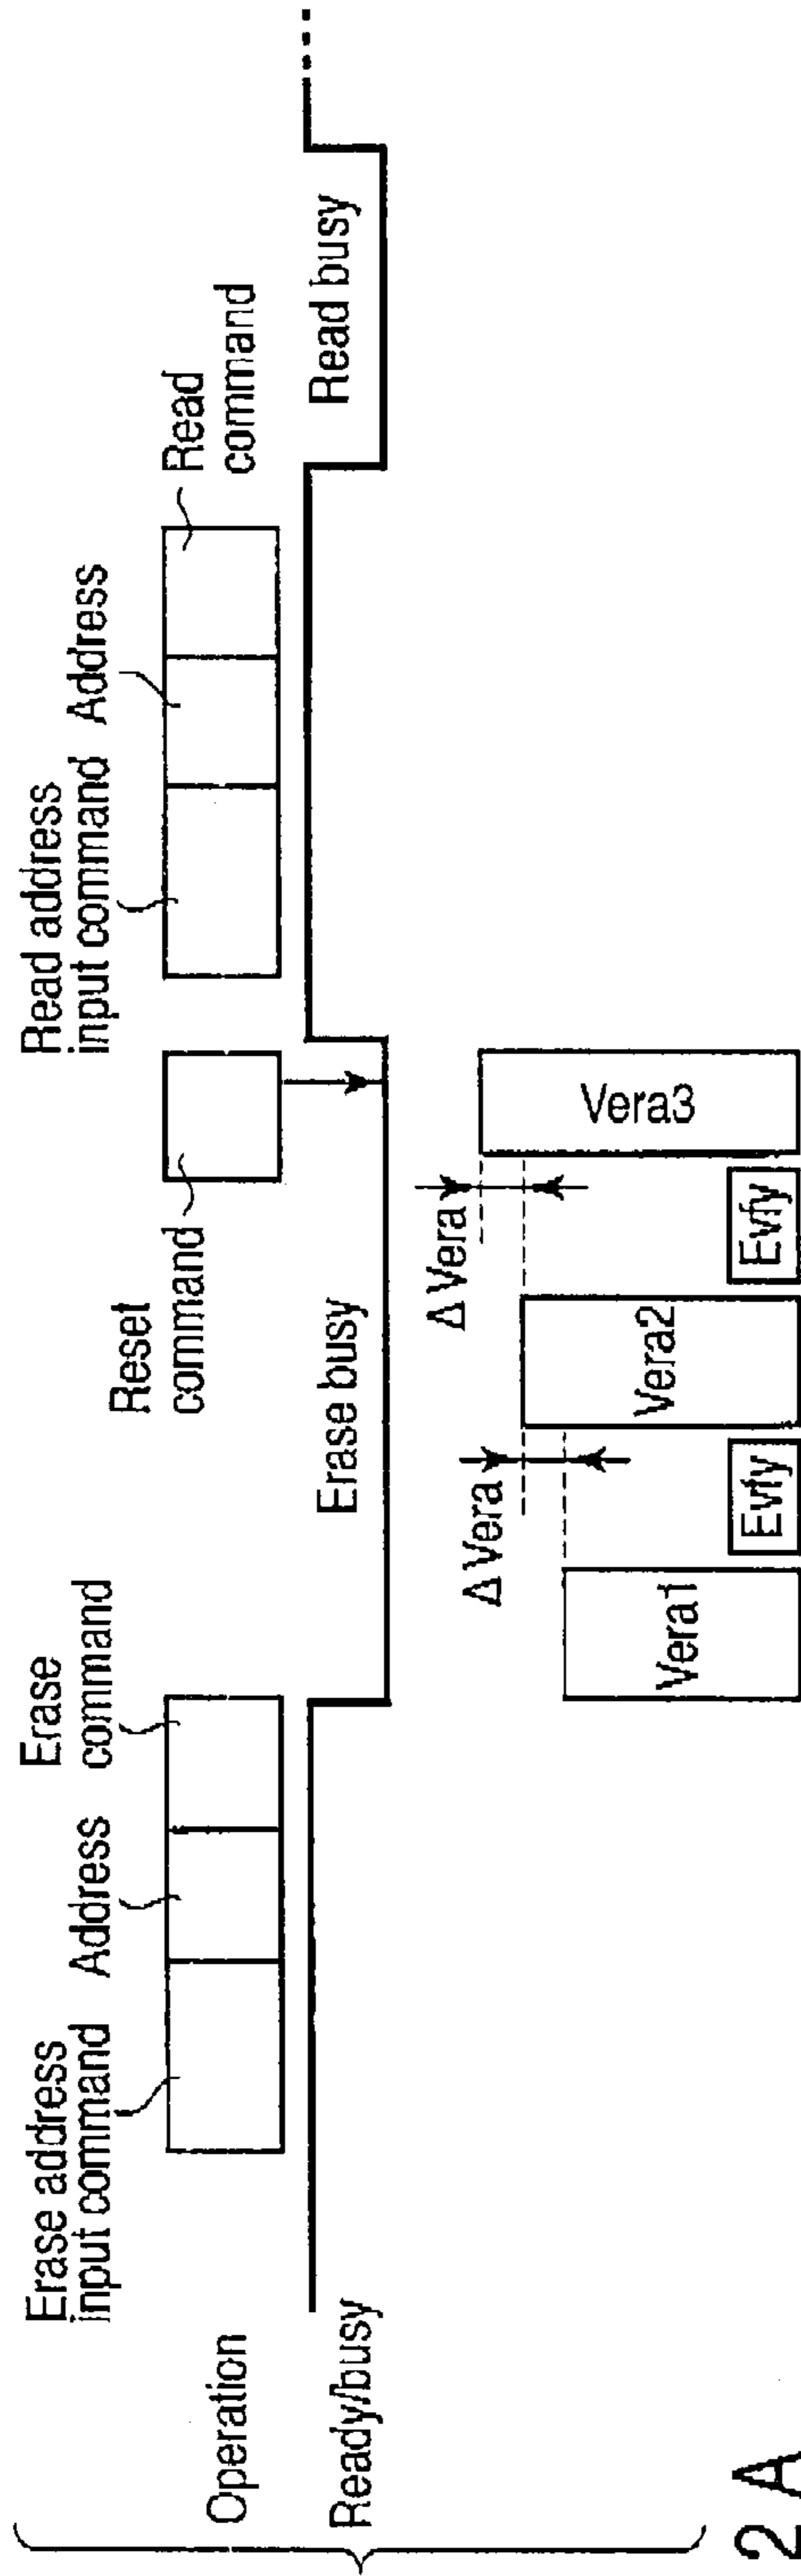 Operation
Erase address
input command
Address
Erase
command
Reset
command
Read address
input command
Address
Read
command
Ready/busy
Erase busy
Read busy
Vera1
Evfy
Δ Vera
Vera2
Evfy
Δ Vera
Vera3
2 A